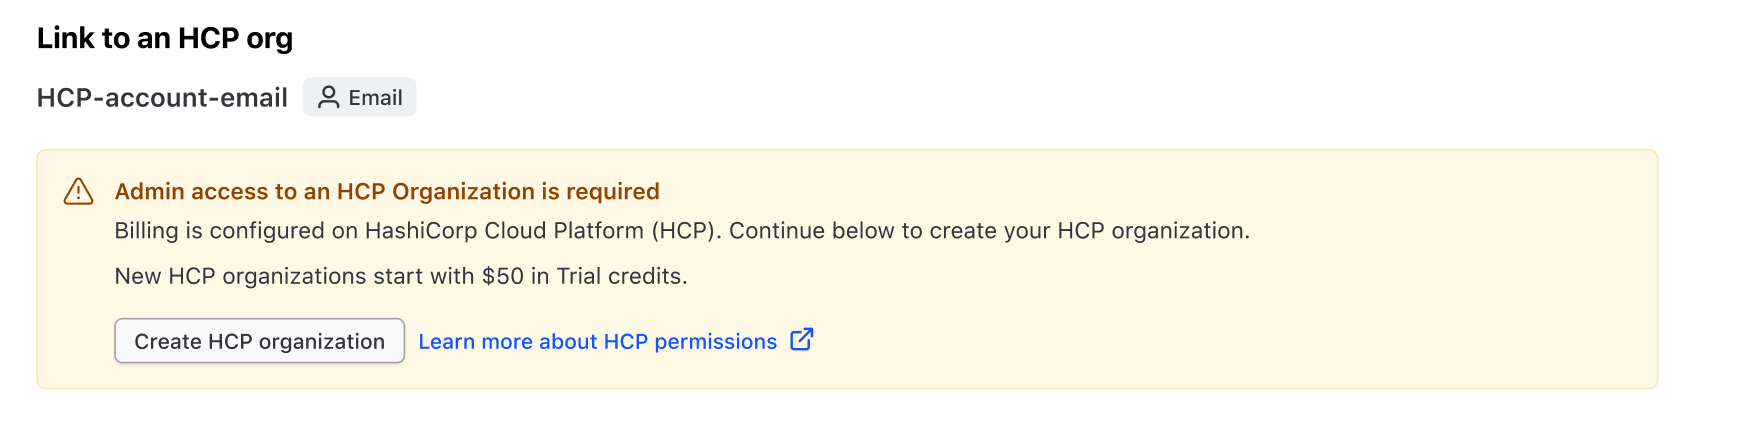 Link to an HCP org
HCP-account-email Email
Admin access to an HCP Organization is required
Billing is configured on HashiCorp Cloud Platform (HCP). Continue below to create your HCP organization.
New HCP organizations start with $50 in Trial credits.
Create HCP organization Learn more about HCP permissions